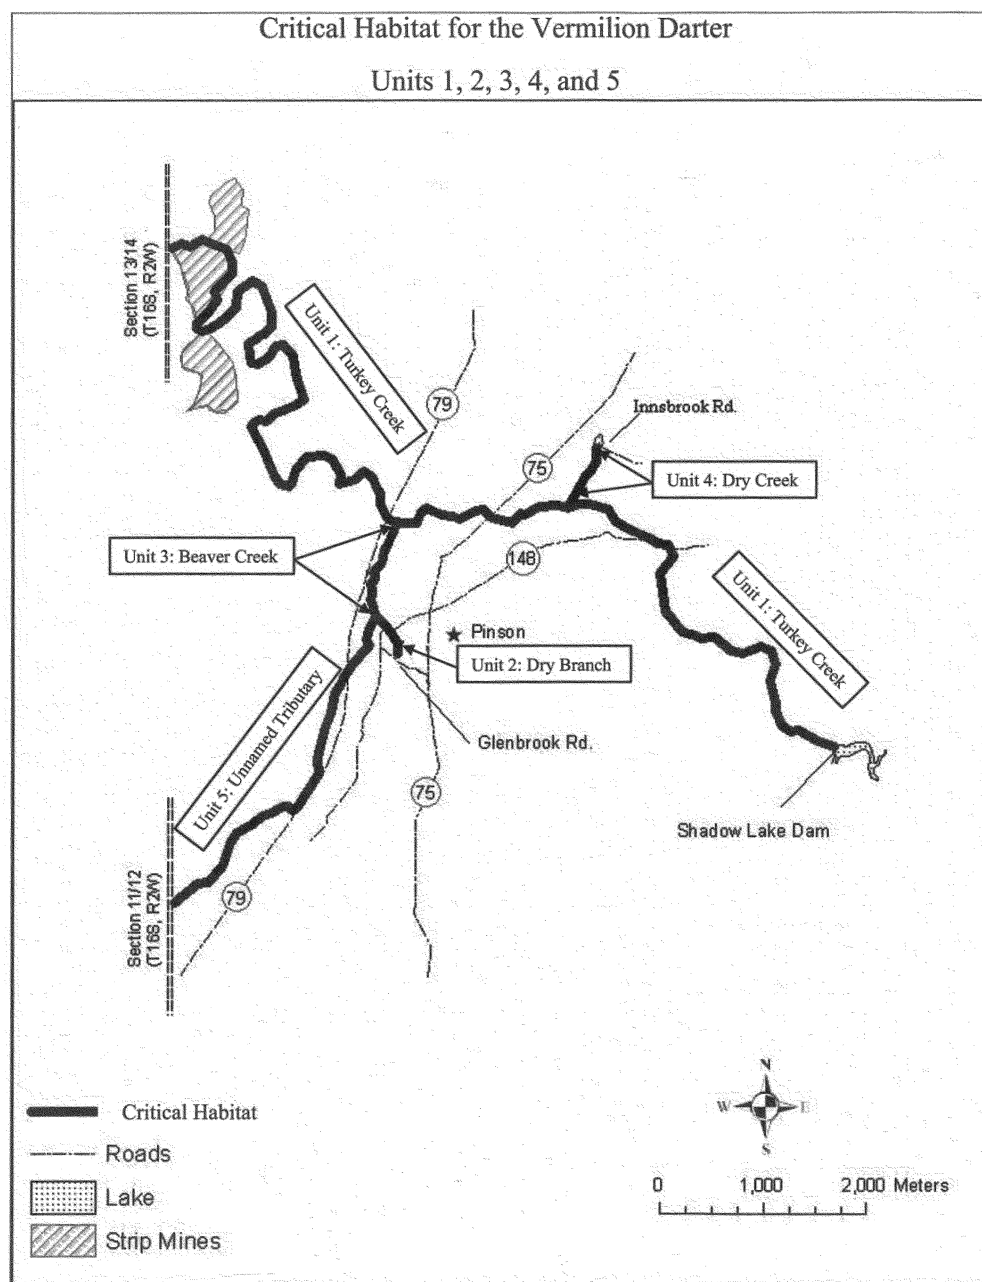 Critical Habitat for the Vermilion Darter
Units 1, 2, 3, 4, and 5
Section 13/14
(T16S, R2W)
Unit 1: Turkey Creek
79
Innsbrook Rd.
75
Unit 4: Dry Creek
Unit 3: Beaver Creek
148
Unit 1: Turkey Creek
Pinson
Unit 2: Dry Branch
Unit 5: Unnamed Tributary
Glenbrook Rd.
75
Shadow Lake Dam
79
Section 11/12
(T16S, R2W)
N
W E
S
Critical Habitat
Roads
Lake
Strip Mines
0 1,000 2,000 Meters